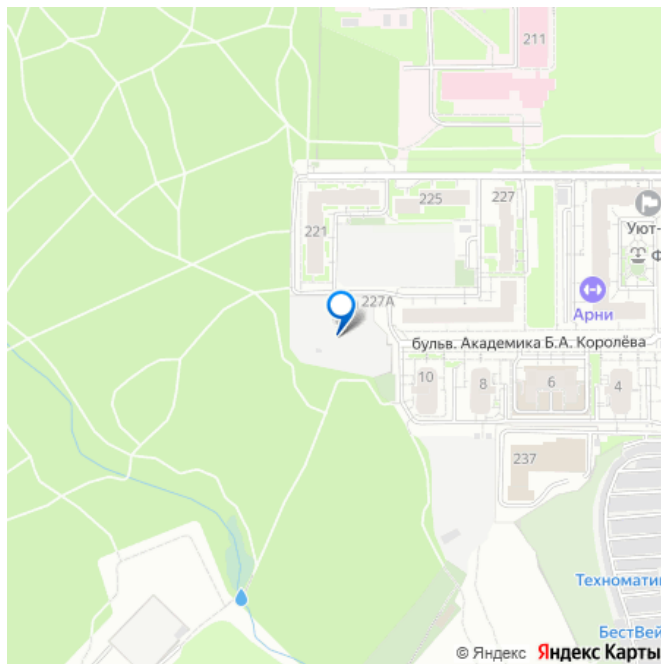 211
225
227
221
Уют-
Ф
227А
Арни
бульв. Академика Б.А. Королёва
10
8
6
4
237
Техноматик
БестВей
© Яндекс Яндекс Карты